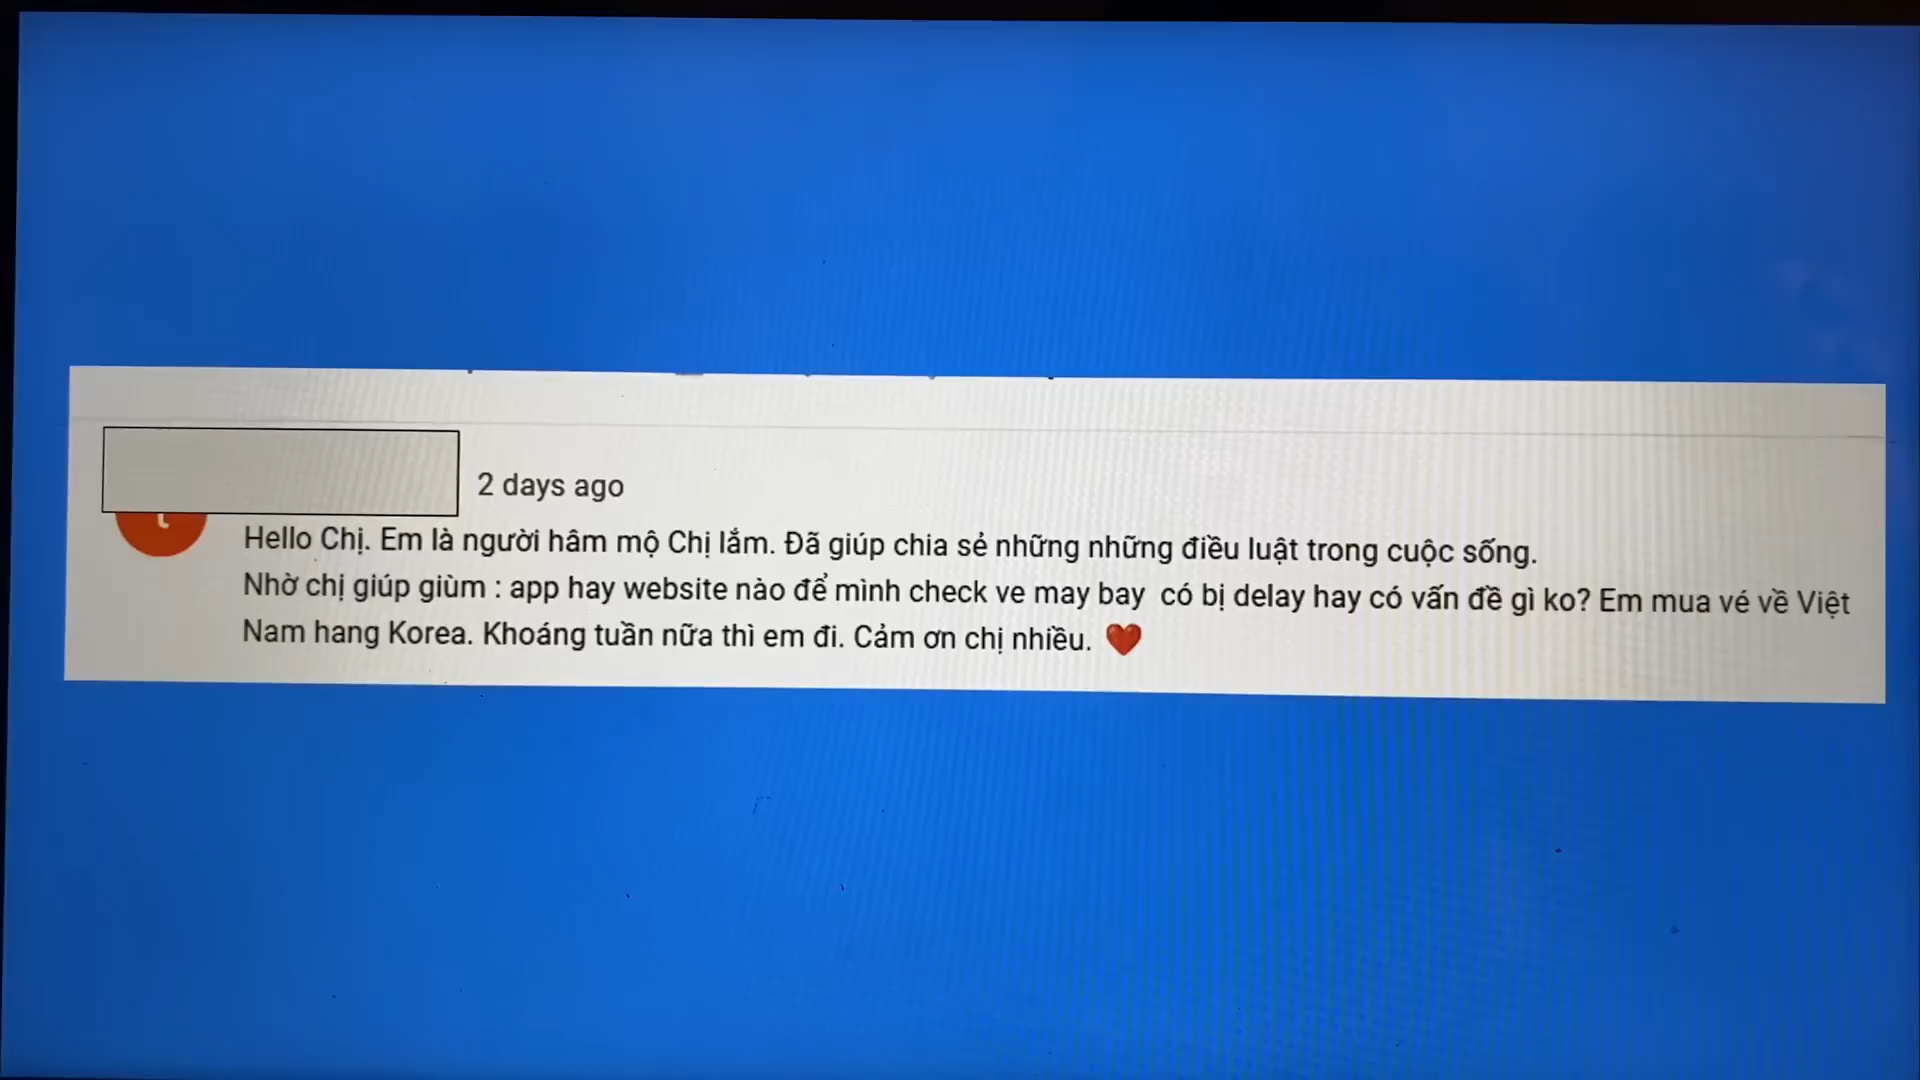 2 days ago
Hello Chị. Em là người hâm mộ Chị lắm. Đã giúp chia sẻ những những điều luật trong cuộc sống.
Nhờ chị giúp giùm : app hay website nào để mình check ve may bay có bị delay hay có vấn đề gì ko? Em mua vé về Việt
Nam hang Korea. Khoáng tuần nữa thì em đi. Cảm ơn chị nhiều. ❤️